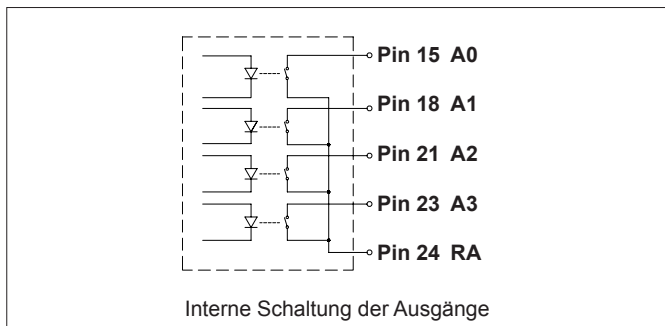 Pin 15 A0
Pin 18 A1
Pin 21 A2
Pin 23 A3
Pin 24 RA
Interne Schaltung der Ausgänge